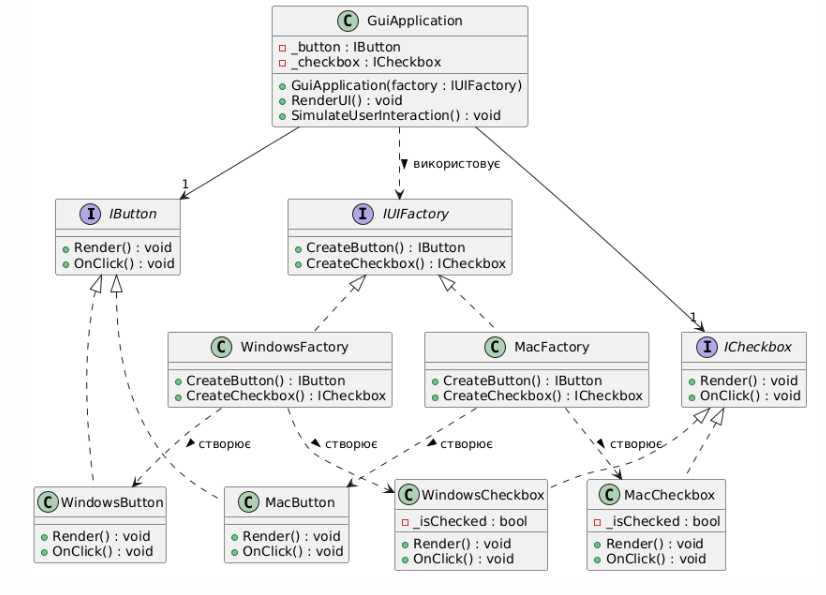 C GuiApplication
_button : IButton
_checkbox : ICheckbox
GuiApplication(factory : IUIFactory)
RenderUI() : void
SimulateUserInteraction() : void
використовує
1
1
I IButton
Render() : void
OnClick() : void
I IUIFactory
CreateButton() : IButton
CreateCheckbox() : ICheckbox
C WindowsFactory
CreateButton() : IButton
CreateCheckbox() : ICheckbox
C MacFactory
CreateButton() : IButton
CreateCheckbox() : ICheckbox
I ICheckbox
Render() : void
OnClick() : void
створює
створює
створює
створює
C WindowsButton
Render() : void
OnClick() : void
C MacButton
Render() : void
OnClick() : void
C WindowsCheckbox
_isChecked : bool
Render() : void
OnClick() : void
C MacCheckbox
_isChecked : bool
Render() : void
OnClick() : void